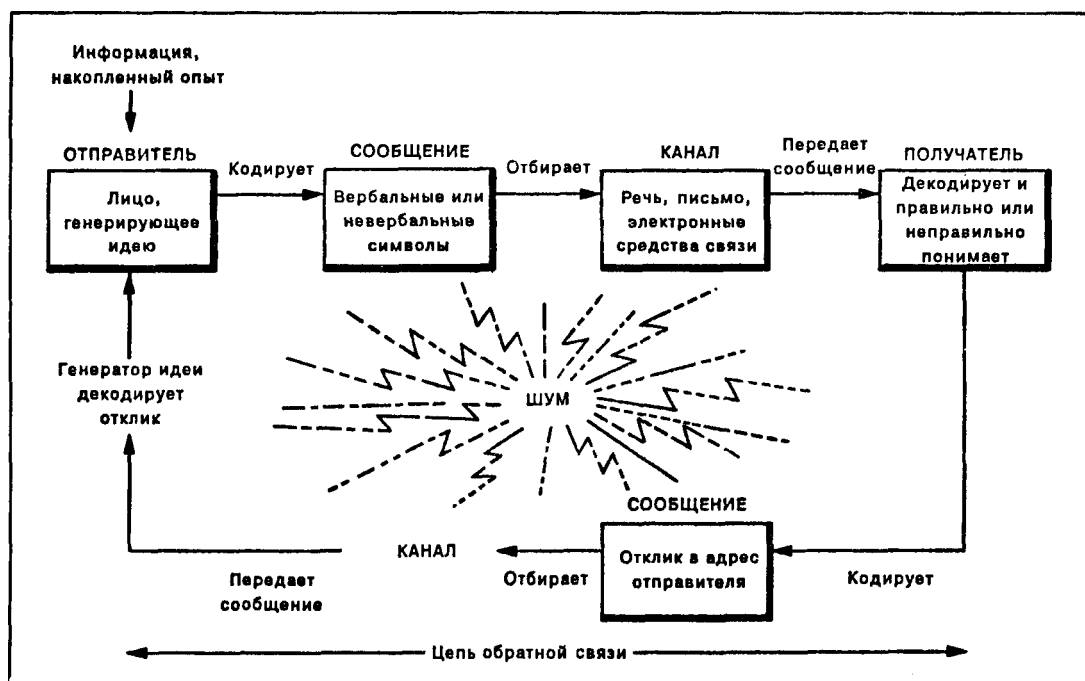 Информация,
накопленный опыт
ОТПРАВИТЕЛЬ
Лицо,
генерирующее
идею
Кодирует
СООБЩЕНИЕ
Вербальные или
невербальные
символы
Отбирает
КАНАЛ
Речь, письмо,
электронные
средства связи
Передает
сообщение
ПОЛУЧАТЕЛЬ
Декодирует и
правильно или
неправильно
понимает
Генератор идеи
декодирует
отклик
ШУМ
СООБЩЕНИЕ
Отклик в адрес
отправителя
Кодирует
Отбирает
КАНАЛ
Передает
сообщение
Цепь обратной связи